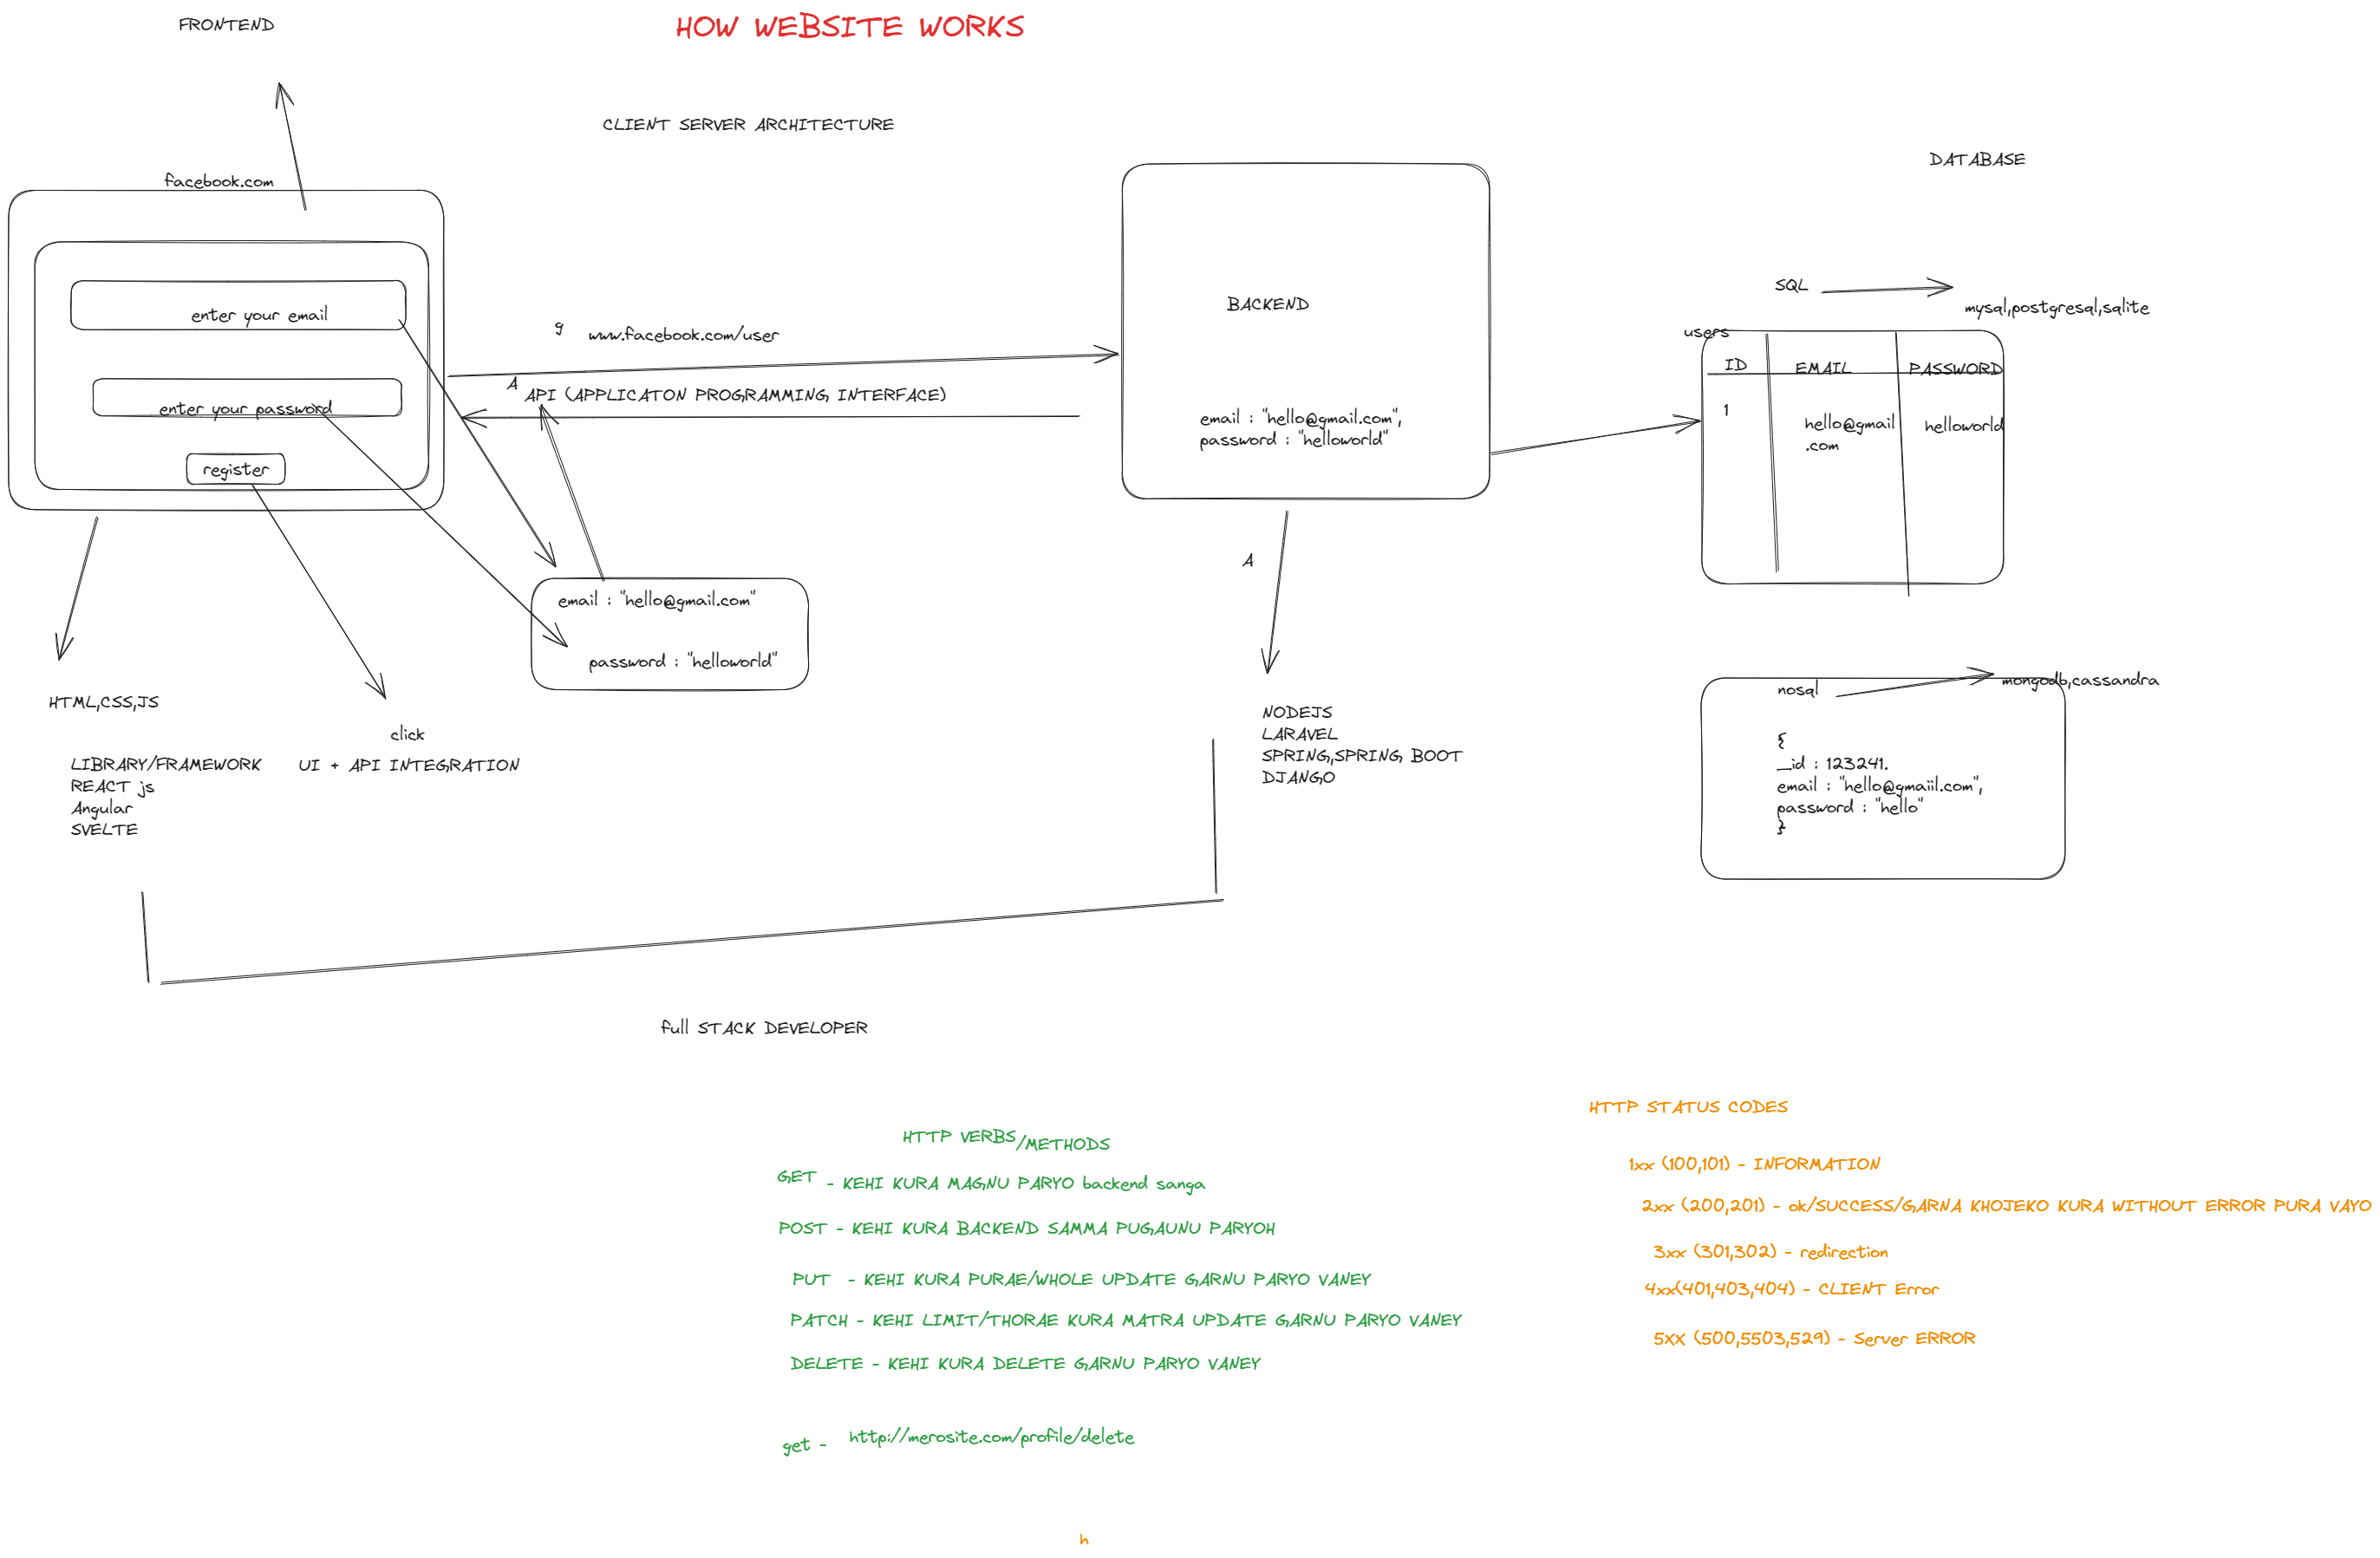 HOW WEBSITE WORKS
FRONTEND
CLIENT SERVER ARCHITECTURE
DATABASE
facebook.com
enter your email
enter your password
register
g
www.facebook.com/user
A
API (APPLICATON PROGRAMMING INTERFACE)
BACKEND
email : "hello@gmail.com",
password : "helloworld"
SQL
mysql,postgresql,sqlite
users
ID
EMAIL
PASSWORD
1
hello@gmail
.com
helloworld
email : "hello@gmail.com"
password : "helloworld"
A
HTML,CSS,JS
click
LIBRARY/FRAMEWORK
REACT js
Angular
SVELTE
UI + API INTEGRATION
NODEJS
LARAVEL
SPRING,SPRING BOOT
DJANGO
nosql
mongodb,cassandra
{
_id : 123241.
email : "hello@gmaiil.com",
password : "hello"
}
full STACK DEVELOPER
HTTP VERBS
/METHODS
GET
- KEHI KURA MAGNU PARYO backend sanga
POST - KEHI KURA BACKEND SAMMA PUGAUNU PARYOH
PUT - KEHI KURA PURAE/WHOLE UPDATE GARNU PARYO VANEY
PATCH - KEHI LIMIT/THORAE KURA MATRA UPDATE GARNU PARYO VANEY
DELETE - KEHI KURA DELETE GARNU PARYO VANEY
get -
http://merosite.com/profile/delete
HTTP STATUS CODES
1xx (100,101) - INFORMATION
2xx (200,201) - ok/SUCCESS/GARNA KHOJEKO KURA WITHOUT ERROR PURA VAYO
3xx (301,302) - redirection
4xx(401,403,404) - CLIENT Error
5XX (500,5503,529) - Server ERROR
h